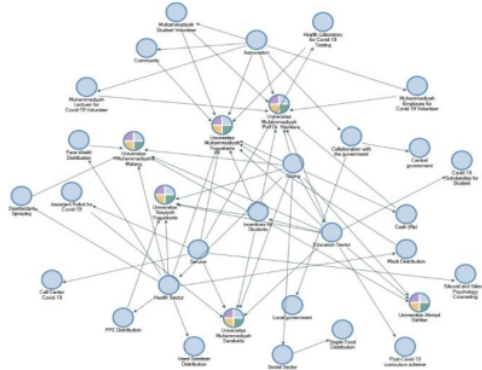 Muhammadiyah
Student Volunteer
Health Laboratory
for Covid 19
Testing
Community
Association
Muhammadiyah
Lecturer for
Covid 19 Volunteer
Universitas
Muhammadiyah
Yogyakarta
Universitas
Muhammadiyah
Prof Dr. Hamka
Muhammadiyah
Employee for
Covid 19 Volunteer
Face shield
Distribution
Universitas
Muhammadiyah
Malang
Collaboration with
the government
Central
government
Covid 19
Scholarship for
Student
Giving
Disinfectant
Spraying
Assistant Robot for
Covid 19
Universitas
Yogyakarta
Incentives for
Students
Education Sector
Cash (Rp)
Service
Mask Distribution
Call Center
Covid 19
Health Sector
Psychology
Counseling
PPE Distribution
Universitas
Muhammadiyah
Surakarta
Local government
Universitas Ahmad
Dahlan
Hand Sanitizer
Distribution
Social Sector
Staple Food
Distribution
Post-Covid 19
curriculum scheme